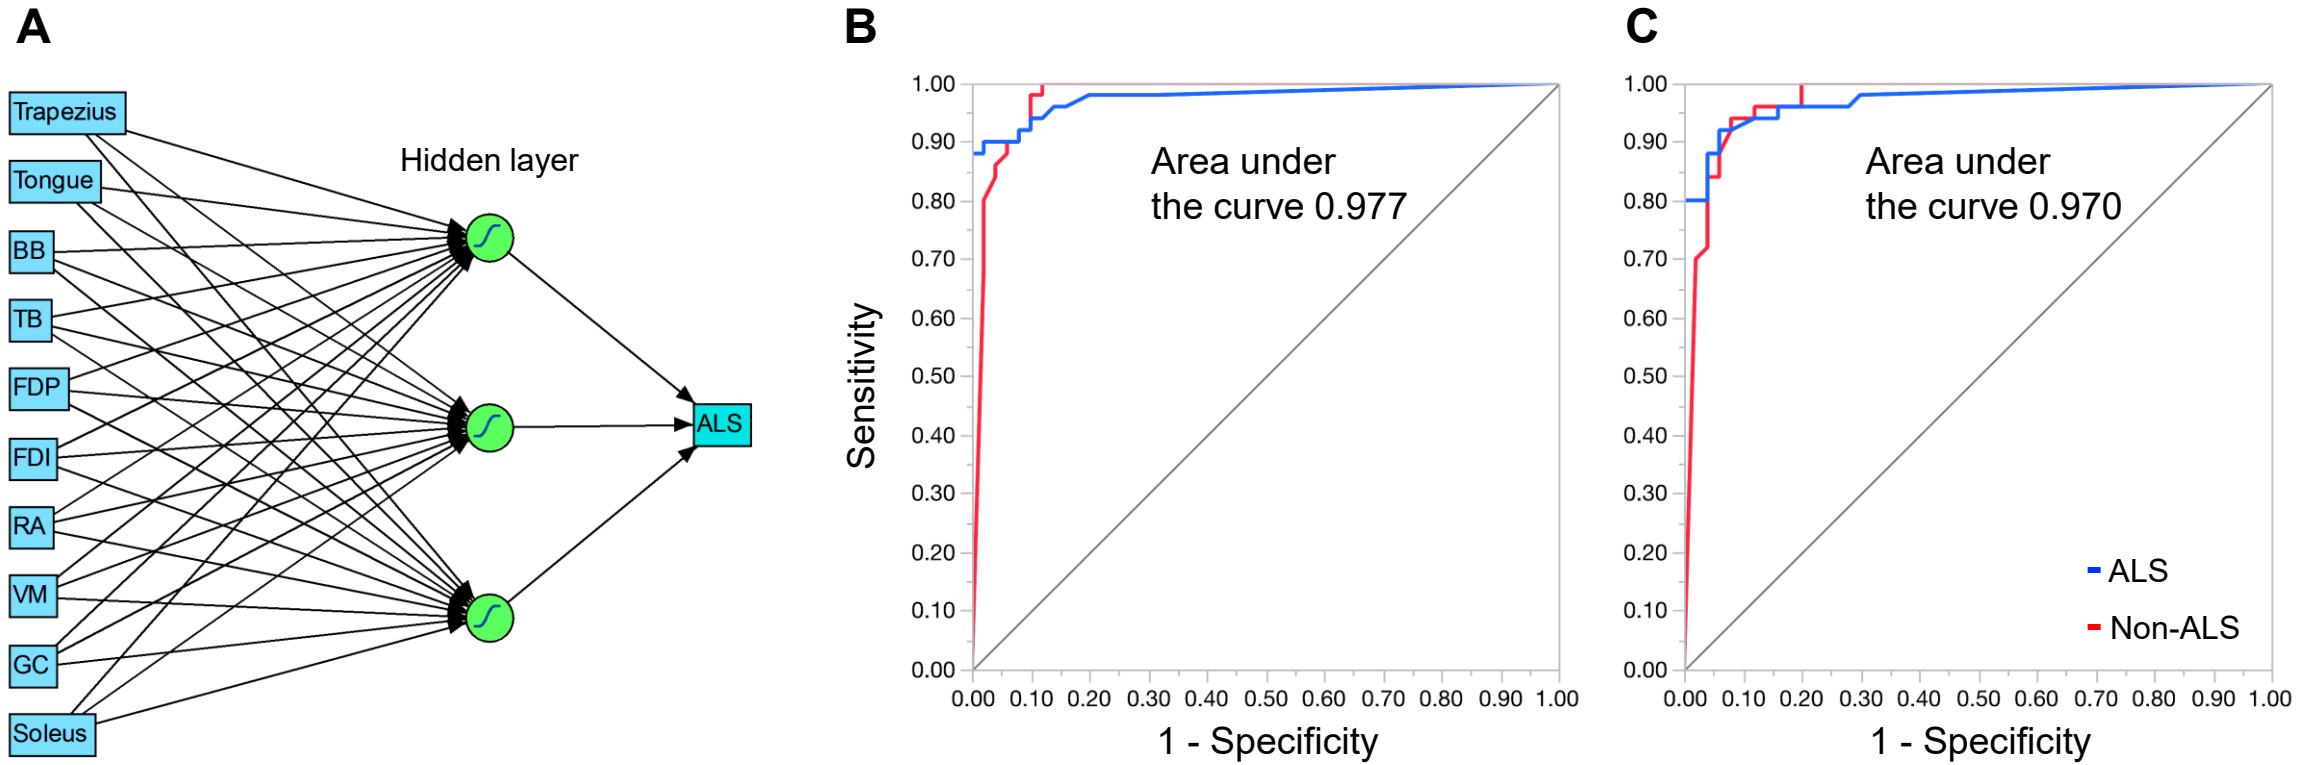 A
Trapezius
Tongue
BB
TB
FDP
FDI
RA
VM
GC
Soleus
Hidden layer
ALS
B
1.00
0.90
0.80
0.70
0.60
0.50
0.40
0.30
0.20
0.10
0.00
Sensitivity
Area under
the curve 0.977
0.00 0.10 0.20 0.30 0.40 0.50 0.60 0.70 0.80 0.90 1.00
1 - Specificity
C
1.00
0.90
0.80
0.70
0.60
0.50
0.40
0.30
0.20
0.10
0.00
Area under
the curve 0.970
ALS
Non-ALS
0.00 0.10 0.20 0.30 0.40 0.50 0.60 0.70 0.80 0.90 1.00
1 - Specificity